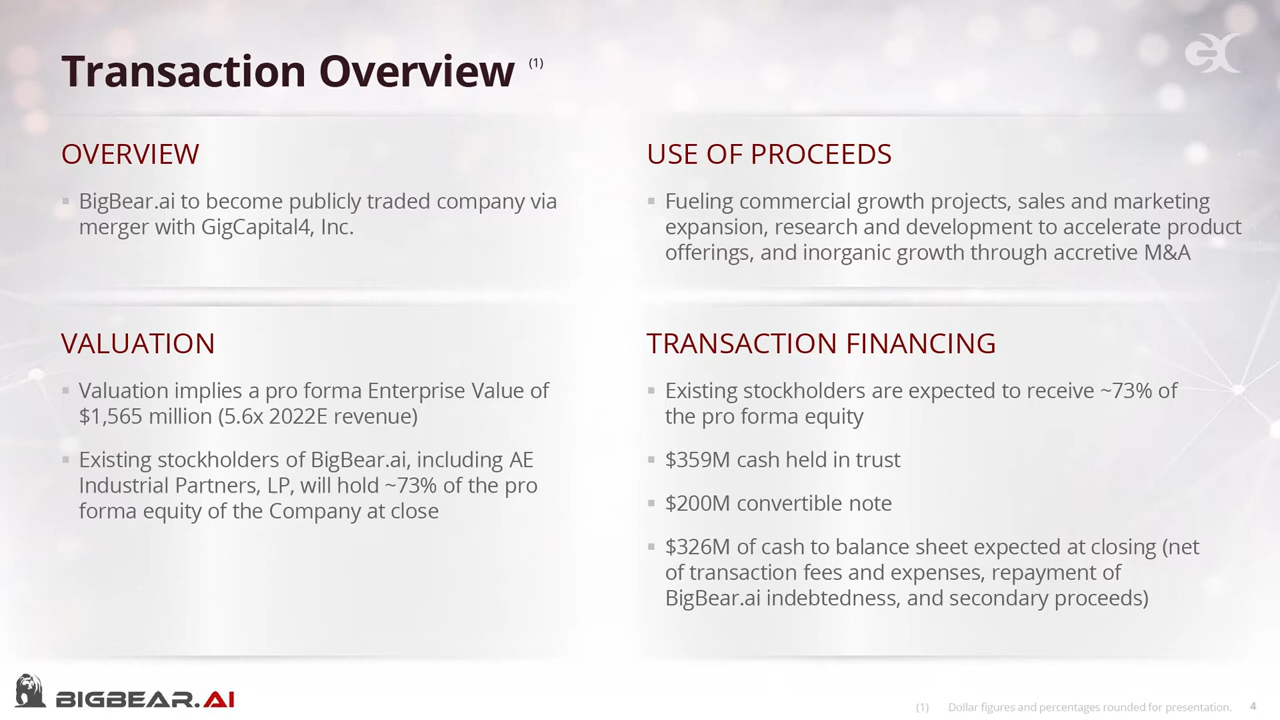 Transaction Overview (1)
OVERVIEW
▪ BigBear.ai to become publicly traded company via
merger with GigCapital4, Inc.
USE OF PROCEEDS
▪ Fueling commercial growth projects, sales and marketing
expansion, research and development to accelerate product
offerings, and inorganic growth through accretive M&A
VALUATION
▪ Valuation implies a pro forma Enterprise Value of
$1,565 million (5.6x 2022E revenue)
▪ Existing stockholders of BigBear.ai, including AE
Industrial Partners, LP, will hold ~73% of the pro
forma equity of the Company at close
TRANSACTION FINANCING
▪ Existing stockholders are expected to receive ~73% of
the pro forma equity
▪ $359M cash held in trust
▪ $200M convertible note
▪ $326M of cash to balance sheet expected at closing (net
of transaction fees and expenses, repayment of
BigBear.ai indebtedness, and secondary proceeds)
BIGBEAR.AI
(1) Dollar figures and percentages rounded for presentation. 4